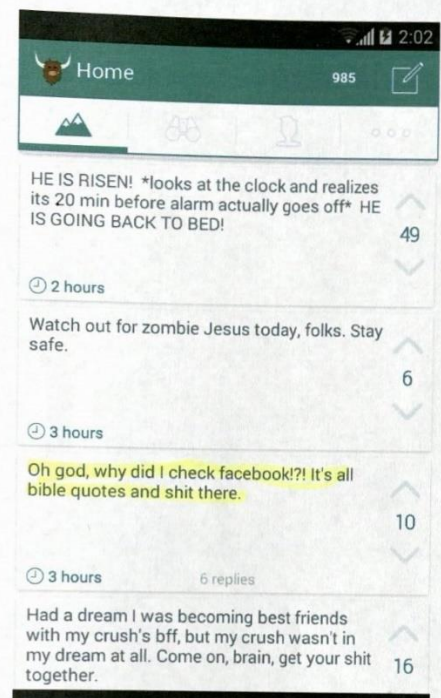 2:02
Home
985
HE IS RISEN! *looks at the clock and realizes
its 20 min before alarm actually goes off* HE
IS GOING BACK TO BED!
49
2 hours
Watch out for zombie Jesus today, folks. Stay
safe.
6
3 hours
Oh god, why did I check facebook!?! It's all
bible quotes and shit there.
10
3 hours
6 replies
Had a dream I was becoming best friends
with my crush's bff, but my crush wasn't in
my dream at all. Come on, brain, get your shit
together.
16